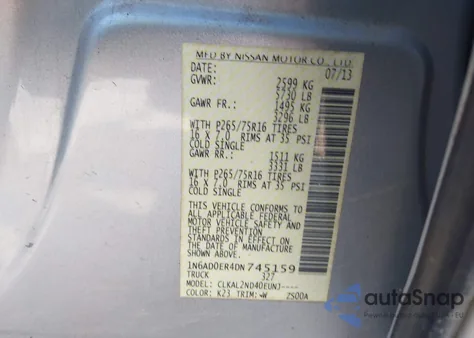 MFD BY NISSAN MOTOR CO., LTD.
DATE: 07/13
GVWR: 2599 KG
5730 LB
GAWR FR.: 1495 KG
3296 LB
WITH P265/75R16 TIRES
16 X 7.0 RIMS AT 35 PSI
COLD SINGLE
GAWR RR.: 1511 KG
3331 LB
WITH P265/75R16 TIRES
16 X 7.0 RIMS AT 35 PSI
COLD SINGLE
THIS VEHICLE CONFORMS TO
ALL APPLICABLE FEDERAL
MOTOR VEHICLE SAFETY AND
THEFT PREVENTION
STANDARDS IN EFFECT ON
THE DATE OF MANUFACTURE
SHOWN ABOVE.
1N6AD0ER4DN745159
TRUCK 327
MODEL: CLKAL2ND40EUNJ----
COLOR: K23 TRIM: W ZS00A
autoSnap
POWERED BY